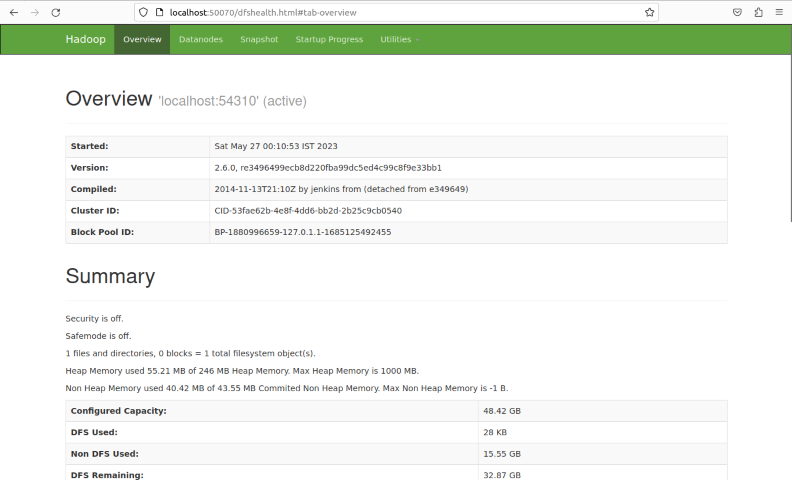 localhost:50070/dfshealth.html#tab-overview
Hadoop Overview Datanodes Snapshot Startup Progress Utilities
Overview 'localhost:54310' (active)
Started: Sat May 27 00:10:53 IST 2023
Version: 2.6.0, re3496499ecb8d220fba99dc5ed4c99c8f9e33bb1
Compiled: 2014-11-13T21:10Z by jenkins from (detached from e349649)
Cluster ID: CID-53fae62b-4e8f-4dd6-bb2d-2b25c9cb0540
Block Pool ID: BP-1880996659-127.0.1.1-1685125492455
Summary
Security is off.
Safemode is off.
1 files and directories, 0 blocks = 1 total filesystem object(s).
Heap Memory used 55.21 MB of 246 MB Heap Memory. Max Heap Memory is 1000 MB.
Non Heap Memory used 40.42 MB of 43.55 MB Commited Non Heap Memory. Max Non Heap Memory is -1 B.
Configured Capacity: 48.42 GB
DFS Used: 28 KB
Non DFS Used: 15.55 GB
DFS Remaining: 32.87 GB